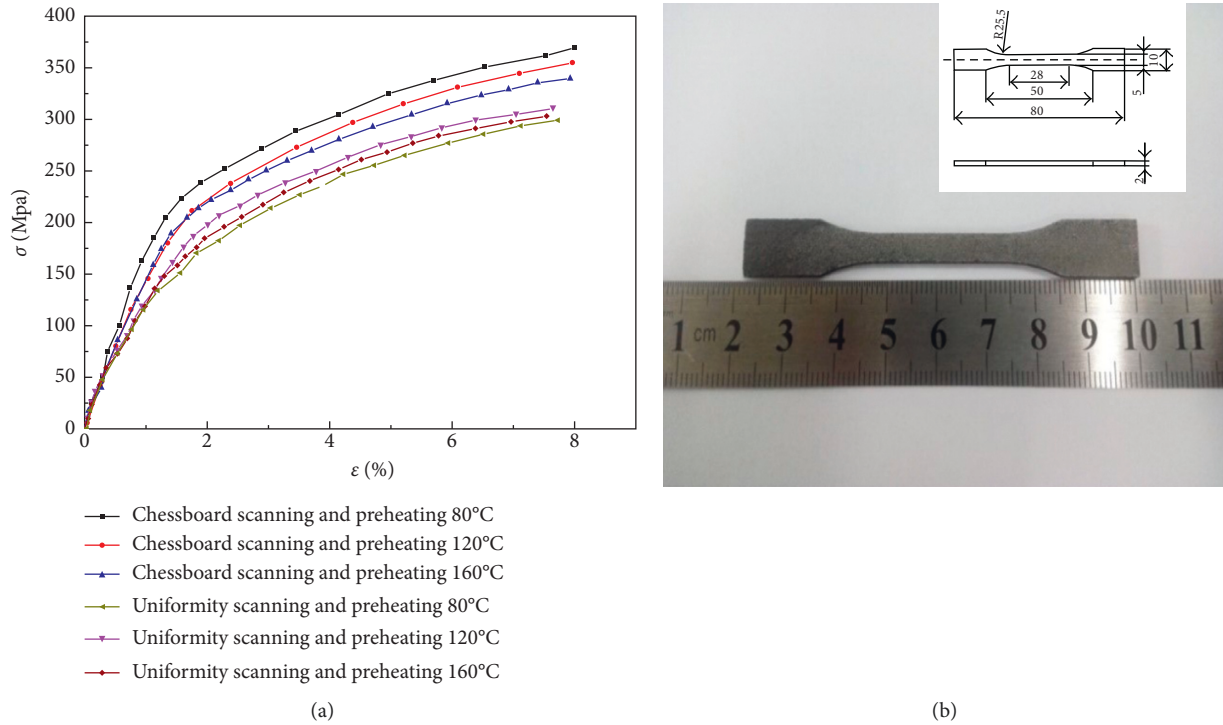 400
350
300
250
200
150
100
50
0
σ (Mpa)
0 2 4 6 8
ε (%)
Chessboard scanning and preheating 80°C
Chessboard scanning and preheating 120°C
Chessboard scanning and preheating 160°C
Uniformity scanning and preheating 80°C
Uniformity scanning and preheating 120°C
Uniformity scanning and preheating 160°C
(a)
R25.5
28
50
80
5
10
2
1 cm 2 3 4 5 6 7 8 9 10 11
(b)